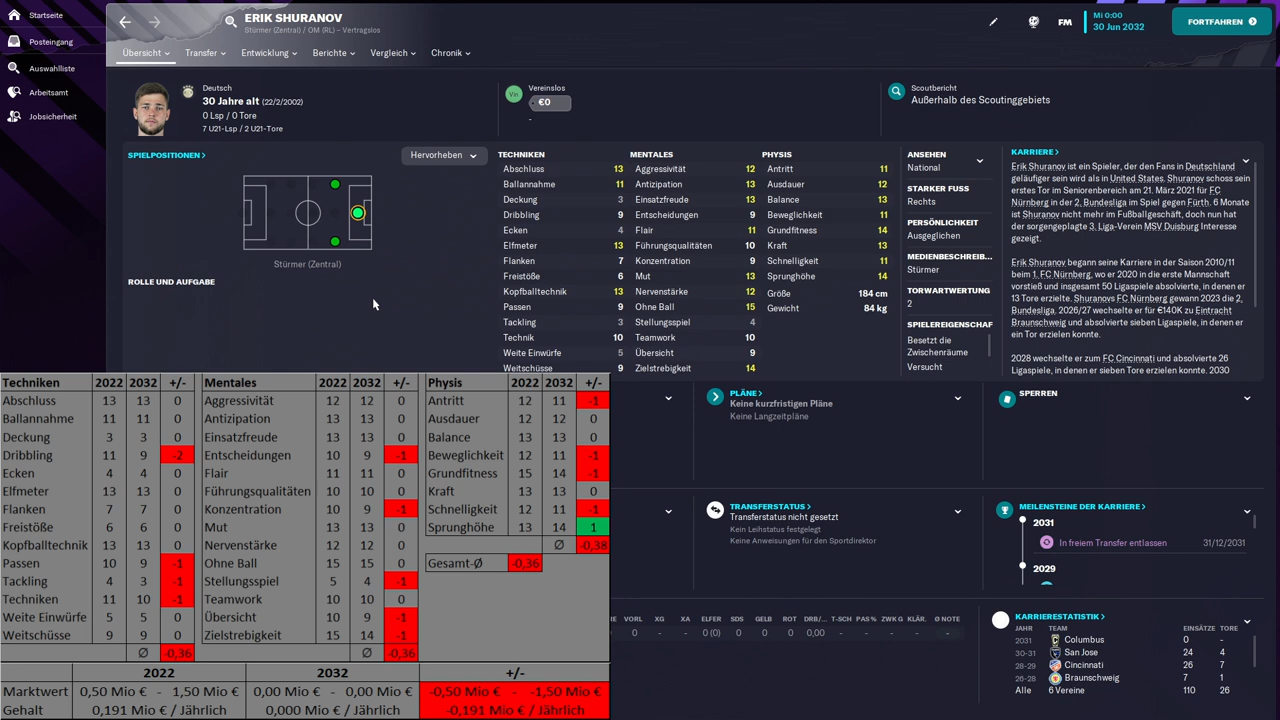 Startseite
Posteingang
Auswahlliste
Arbeitsamt
Jobsicherheit
ERIK SHURANOV
Stürmer (Zentral) / OM (RL) - Vertragslos
FM
Mi 0:00
30 Jun 2032
FORTFAHREN
Übersicht
Transfer
Entwicklung
Berichte
Vergleich
Chronik
Deutsch
30 Jahre alt (22/2/2002)
0 Lsp / 0 Tore
7 U21-Lsp / 2 U21-Tore
Vin
Vereinslos
€0
-
Scoutbericht
Außerhalb des Scoutinggebiets
SPIELPOSITIONEN
Hervorheben
Stürmer (Zentral)
ROLLE UND AUFGABE
TECHNIKEN
Abschluss 13
Ballannahme 11
Deckung 3
Dribbling 9
Ecken 4
Elfmeter 13
Flanken 7
Freistöße 6
Kopfballtechnik 13
Passen 9
Tackling 3
Technik 10
Weite Einwürfe 5
Weitschüsse 9
MENTALES
Aggressivität 12
Antizipation 13
Einsatzfreude 13
Entscheidungen 9
Flair 11
Führungsqualitäten 10
Konzentration 9
Mut 13
Nervenstärke 12
Ohne Ball 15
Stellungsspiel 4
Teamwork 10
Übersicht 9
Zielstrebigkeit 14
PHYSIS
Antritt 11
Ausdauer 12
Balance 13
Beweglichkeit 11
Grundfitness 14
Kraft 13
Schnelligkeit 11
Sprunghöhe 14
Größe 184 cm
Gewicht 84 kg
ANSEHEN
National
STARKER FUSS
Rechts
PERSÖNLICHKEIT
Ausgeglichen
MEDIENBESCHREIB...
Stürmer
TORWARTWERTUNG
2
SPIELEREIGENSCHAF
Besetzt die
Zwischenräume
Versucht
KARRIERE
Erik Shuranov ist ein Spieler, der den Fans in Deutschland
geläufiger sein wird als in United States. Shuranov schoss sein
erstes Tor im Seniorenbereich am 21. März 2021 für FC
Nürnberg in der 2. Bundesliga im Spiel gegen Fürth. 6 Monate
ist Shuranov nicht mehr im Fußballgeschäft, doch nun hat
der sorgengeplagte 3. Liga-Verein MSV Duisburg Interesse
gezeigt.
Erik Shuranov begann seine Karriere in der Saison 2010/11
beim 1. FC Nürnberg, wo er 2020 in die erste Mannschaft
vorstieß und insgesamt 50 Ligaspiele absolvierte, in denen er
13 Tore erzielte. Shuranovs FC Nürnberg gewann 2023 die 2.
Bundesliga. 2026/27 wechselte er für €140K zu Eintracht
Braunschweig und absolvierte sieben Ligaspiele, in denen er
ein Tor erzielen konnte.
2028 wechselte er zum FC Cincinnati und absolvierte 26
Ligaspiele, in denen er sieben Tore erzielen konnte. 2030
Techniken 2022 2032 +/-
Abschluss 13 13 0
Ballannahme 11 11 0
Deckung 3 3 0
Dribbling 11 9 -2
Ecken 4 4 0
Elfmeter 13 13 0
Flanken 7 7 0
Freistöße 6 6 0
Kopfballtechnik 13 13 0
Passen 10 9 -1
Tackling 4 3 -1
Techniken 11 10 -1
Weite Einwürfe 5 5 0
Weitschüsse 9 9 0
Ø -0,36
Mentales 2022 2032 +/-
Aggressivität 12 12 0
Antizipation 13 13 0
Einsatzfreude 13 13 0
Entscheidungen 10 9 -1
Flair 11 11 0
Führungsqualitäten 10 10 0
Konzentration 10 9 -1
Mut 13 13 0
Nervenstärke 12 12 0
Ohne Ball 15 15 0
Stellungsspiel 5 4 -1
Teamwork 10 10 0
Übersicht 10 9 -1
Zielstrebigkeit 15 14 -1
Ø -0,36
Physis 2022 2032 +/-
Antritt 12 11 -1
Ausdauer 12 12 0
Balance 13 13 0
Beweglichkeit 12 11 -1
Grundfitness 15 14 -1
Kraft 13 13 0
Schnelligkeit 12 11 -1
Sprunghöhe 13 14 1
Ø -0,38
Gesamt-Ø -0,36
2022 2032 +/-
Marktwert 0,50 Mio € - 1,50 Mio € 0,00 Mio € - 0,00 Mio € -0,50 Mio € - -1,50 Mio €
Gehalt 0,191 Mio € / Jährlich 0,000 Mio € / Jährlich -0,191 Mio € / Jährlich
PLÄNE
Keine kurzfristigen Pläne
Keine Langzeitpläne
SPERREN
TRANSFERSTATUS
Transferstatus nicht gesetzt
Kein Leihstatus festgelegt
Keine Anweisungen für den Sportdirektor
MEILENSTEINE DER KARRIERE
2031
In freiem Transfer entlassen 31/12/2031
2029
VORL XG XA ELFER SDS GELB ROT DRB/... T-SCH PAS % ZWK G KLÄR. Ø NOTE
0 - - 0 (0) 0 0 0 0,00 - - - - -
KARRIERESTATISTIK
JAHR TEAM EINSÄTZE TORE
2031 Columbus 0 -
30-31 San Jose 24 4
28-29 Cincinnati 26 7
26-28 Braunschweig 7 1
Alle 6 Vereine 110 26